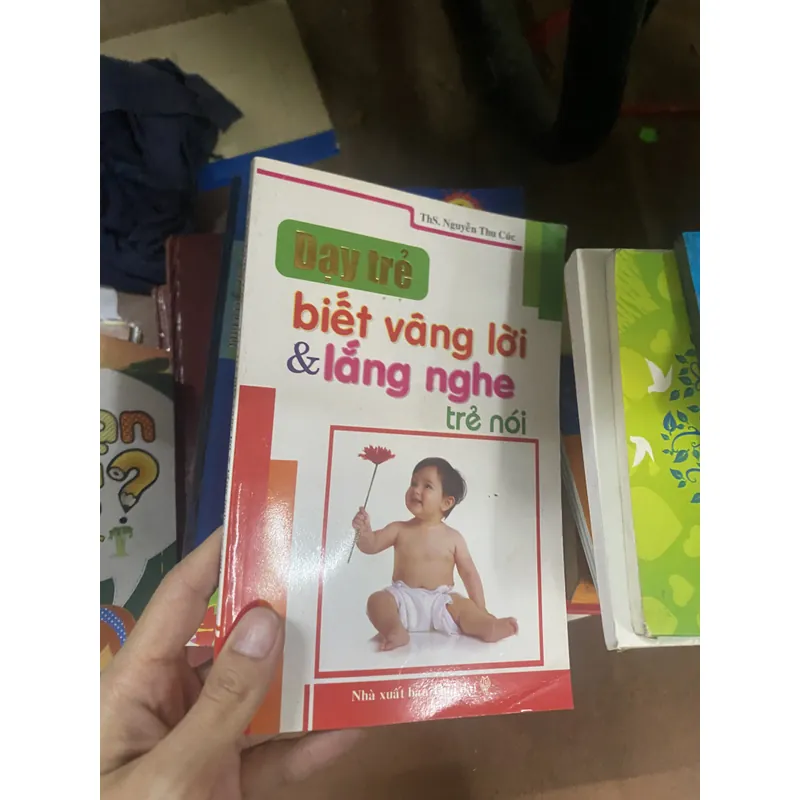 ThS. Nguyễn Thu Cúc
Dạy trẻ
biết vâng lời
& lắng nghe
trẻ nói
Nhà xuất bản
?